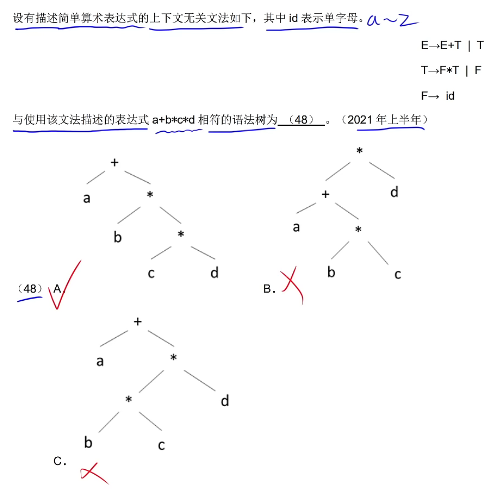 设有描述简单算术表达式的上下文无关文法如下，其中 id 表示单字母。a~z
E→E+T | T
T→F*T | F
F→ id
与使用该文法描述的表达式 a+b*c*d 相符的语法树为 （48） 。（2021 年上半年）
+
a *
b *
c d
（48） A.
*
+ d
a *
b c
B.
+
a *
* d
b c
C.